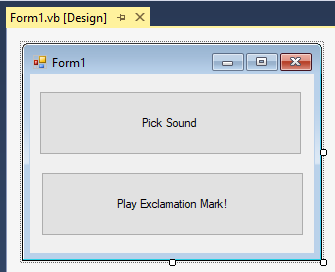 Form1.vb [Design]
Form1
Pick Sound
Play Exclamation Mark!